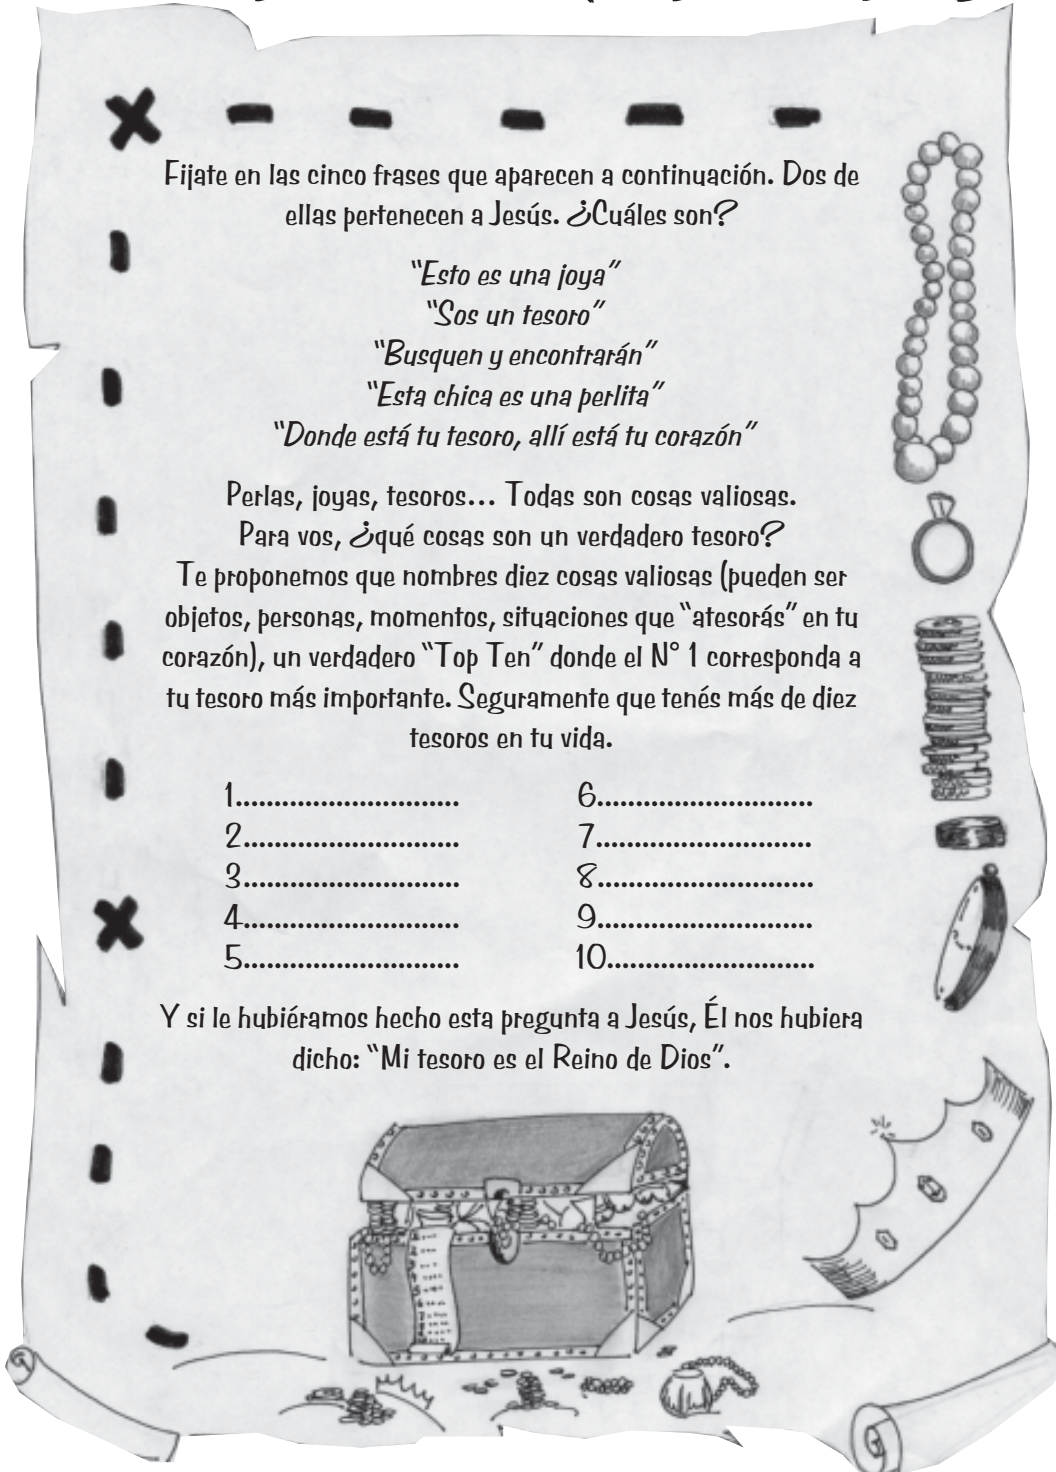 Fijate en las cinco frases que aparecen a continuación. Dos de
ellas pertenecen a Jesús. ¿Cuáles son?
"Esto es una joya"
"Sos un tesoro"
"Busquen y encontrarán"
"Esta chica es una perlita"
"Donde está tu tesoro, allí está tu corazón"
Perlas, joyas, tesoros... Todas son cosas valiosas.
Para vos, ¿qué cosas son un verdadero tesoro?
Te proponemos que nombres diez cosas valiosas (pueden ser
objetos, personas, momentos, situaciones que "atesorás" en tu
corazón), un verdadero "Top Ten" donde el N° 1 corresponda a
tu tesoro más importante. Seguramente que tenés más de diez
tesoros en tu vida.
1.............................
2............................
3............................
4............................
5............................
6............................
7............................
8............................
9............................
10...........................
Y si le hubiéramos hecho esta pregunta a Jesús, Él nos hubiera
dicho: "Mi tesoro es el Reino de Dios".